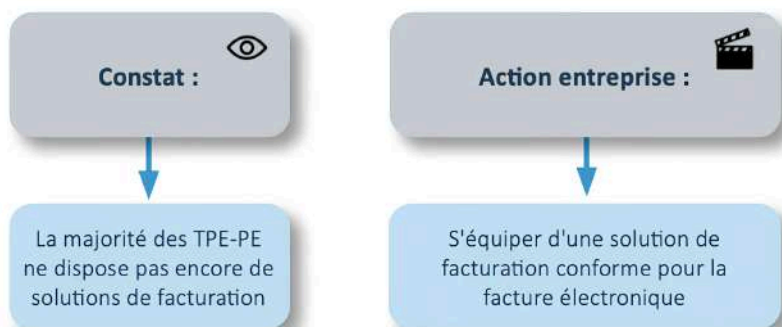 Constat :
La majorité des TPE-PE
ne dispose pas encore de
solutions de facturation
Action entreprise :
S'équiper d'une solution de
facturation conforme pour la
facture électronique